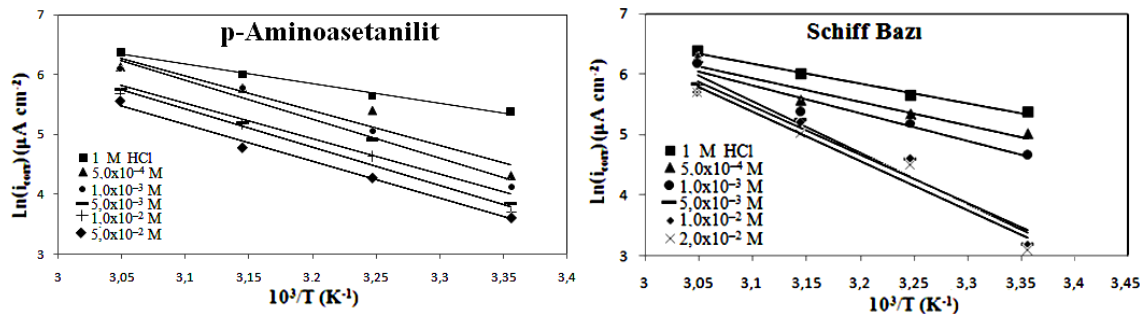 p-Aminoasetanilit
Ln(i_corr) (µA cm⁻²)
7
6
5
4
3
1 M HCl
5,0x10⁻⁴ M
1,0x10⁻³ M
5,0x10⁻³ M
1,0x10⁻² M
5,0x10⁻² M
3
3,05
3,1
3,15
3.2
3,25
3,3
3,35
3,4
10³/T (K⁻¹)
Schiff Bazı
Ln(i_corr) (µA cm⁻²)
7
6
5
4
3
1 M HCl
5,0x10⁻⁴ M
1,0x10⁻³ M
5,0x10⁻³ M
1,0x10⁻² M
2,0x10⁻² M
3
3,05
3,1
3,15
3,2
3,25
3,3
3,35
3,4
3,45
10³/T (K⁻¹)